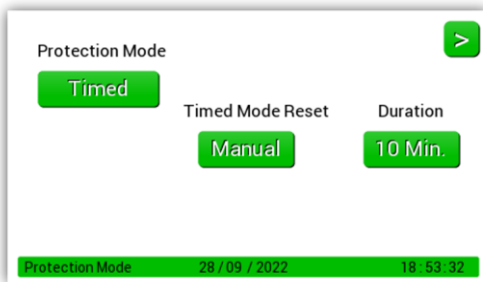 >
Protection Mode
Timed
Timed Mode Reset Duration
Manual 10 Min.
Protection Mode 28 / 09 / 2022 18 : 53 : 32